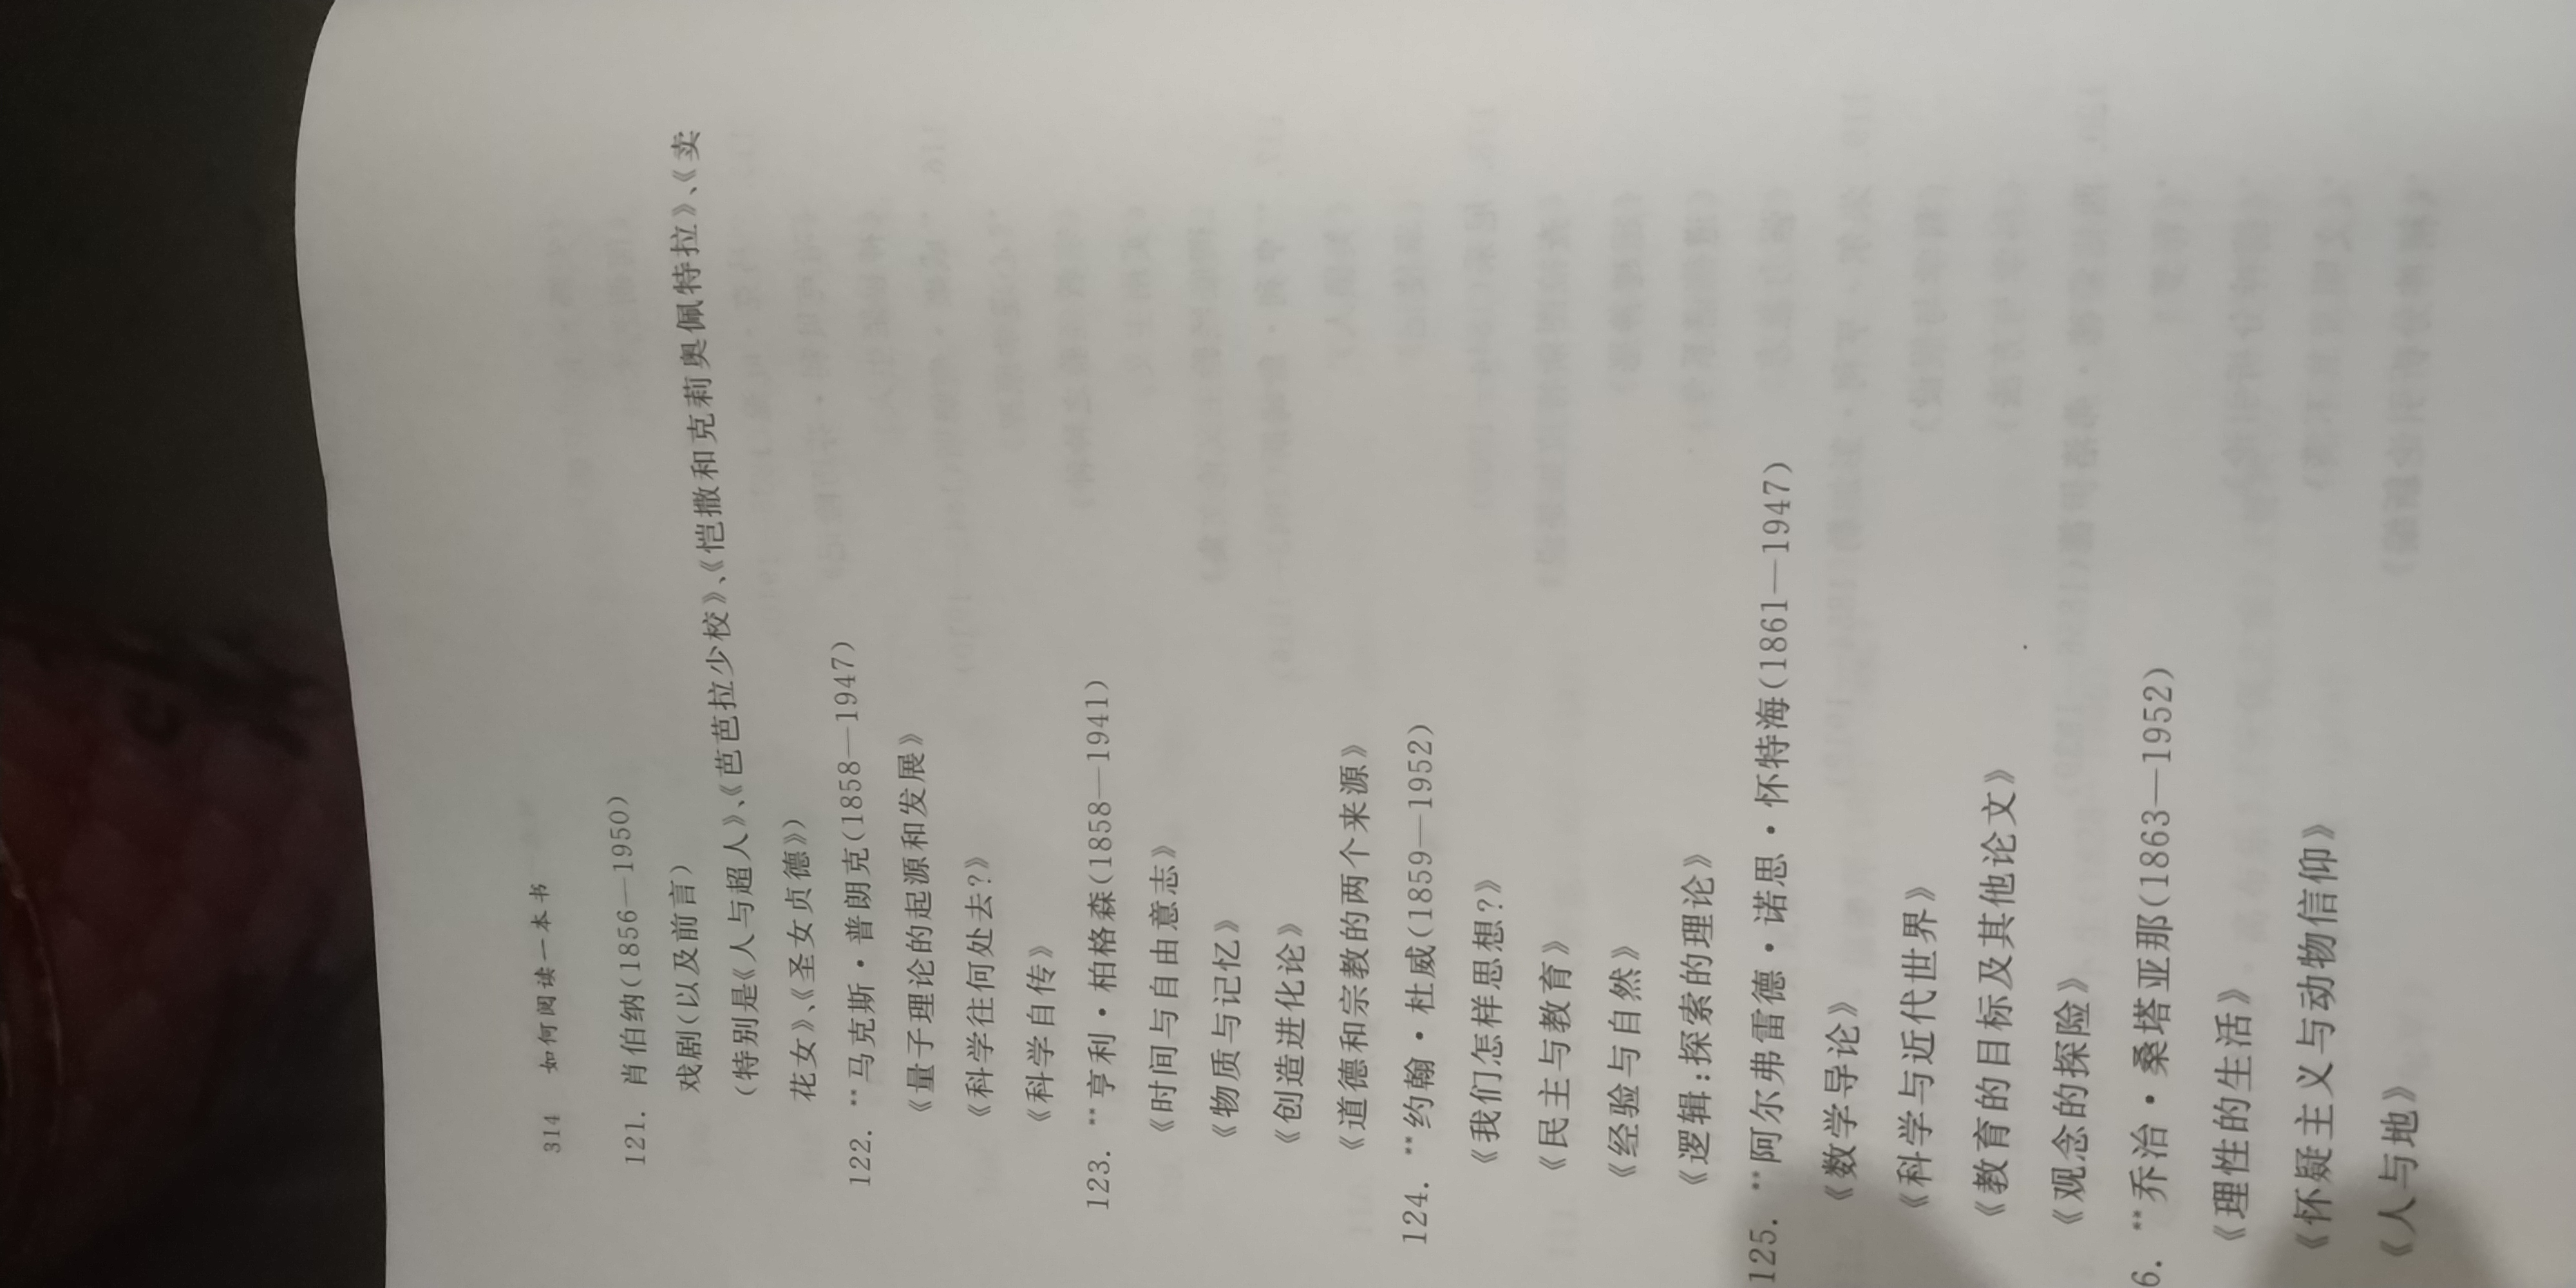 314 如何阅读一本书
121. 肖伯纳(1856—1950)
戏剧(以及前言)
(特别是《人与超人》、《芭芭拉少校》、《恺撒和克莉奥佩特拉》、《卖
花女》、《圣女贞德》)
122. **马克斯·普朗克(1858—1947)
《量子理论的起源和发展》
《科学往何处去?》
《科学自传》
123. **亨利·柏格森(1858—1941)
《时间与自由意志》
《物质与记忆》
《创造进化论》
《道德和宗教的两个来源》
124. **约翰·杜威(1859—1952)
《我们怎样思想?》
《民主与教育》
《经验与自然》
《逻辑:探索的理论》
125. **阿尔弗雷德·诺思·怀特海(1861—1947)
《数学导论》
《科学与近代世界》
《教育的目标及其他论文》
《观念的探险》
6. **乔治·桑塔亚那(1863—1952)
《理性的生活》
《怀疑主义与动物信仰》
《人与地》